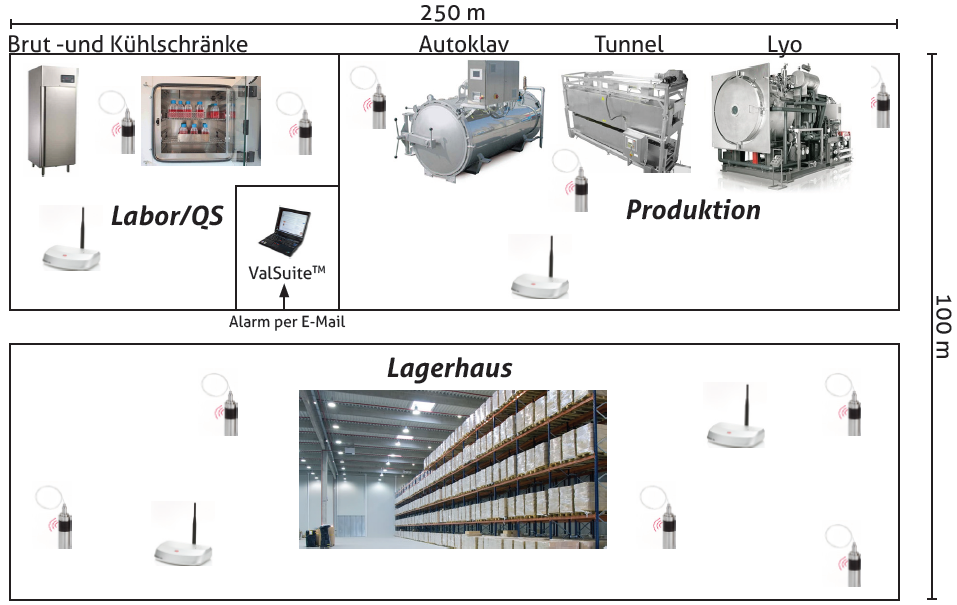 250 m
Brut -und Kühlschränke
Autoklav
Tunnel
Lyo
Labor/QS
Produktion
ValSuite™
Alarm per E-Mail
100 m
Lagerhaus